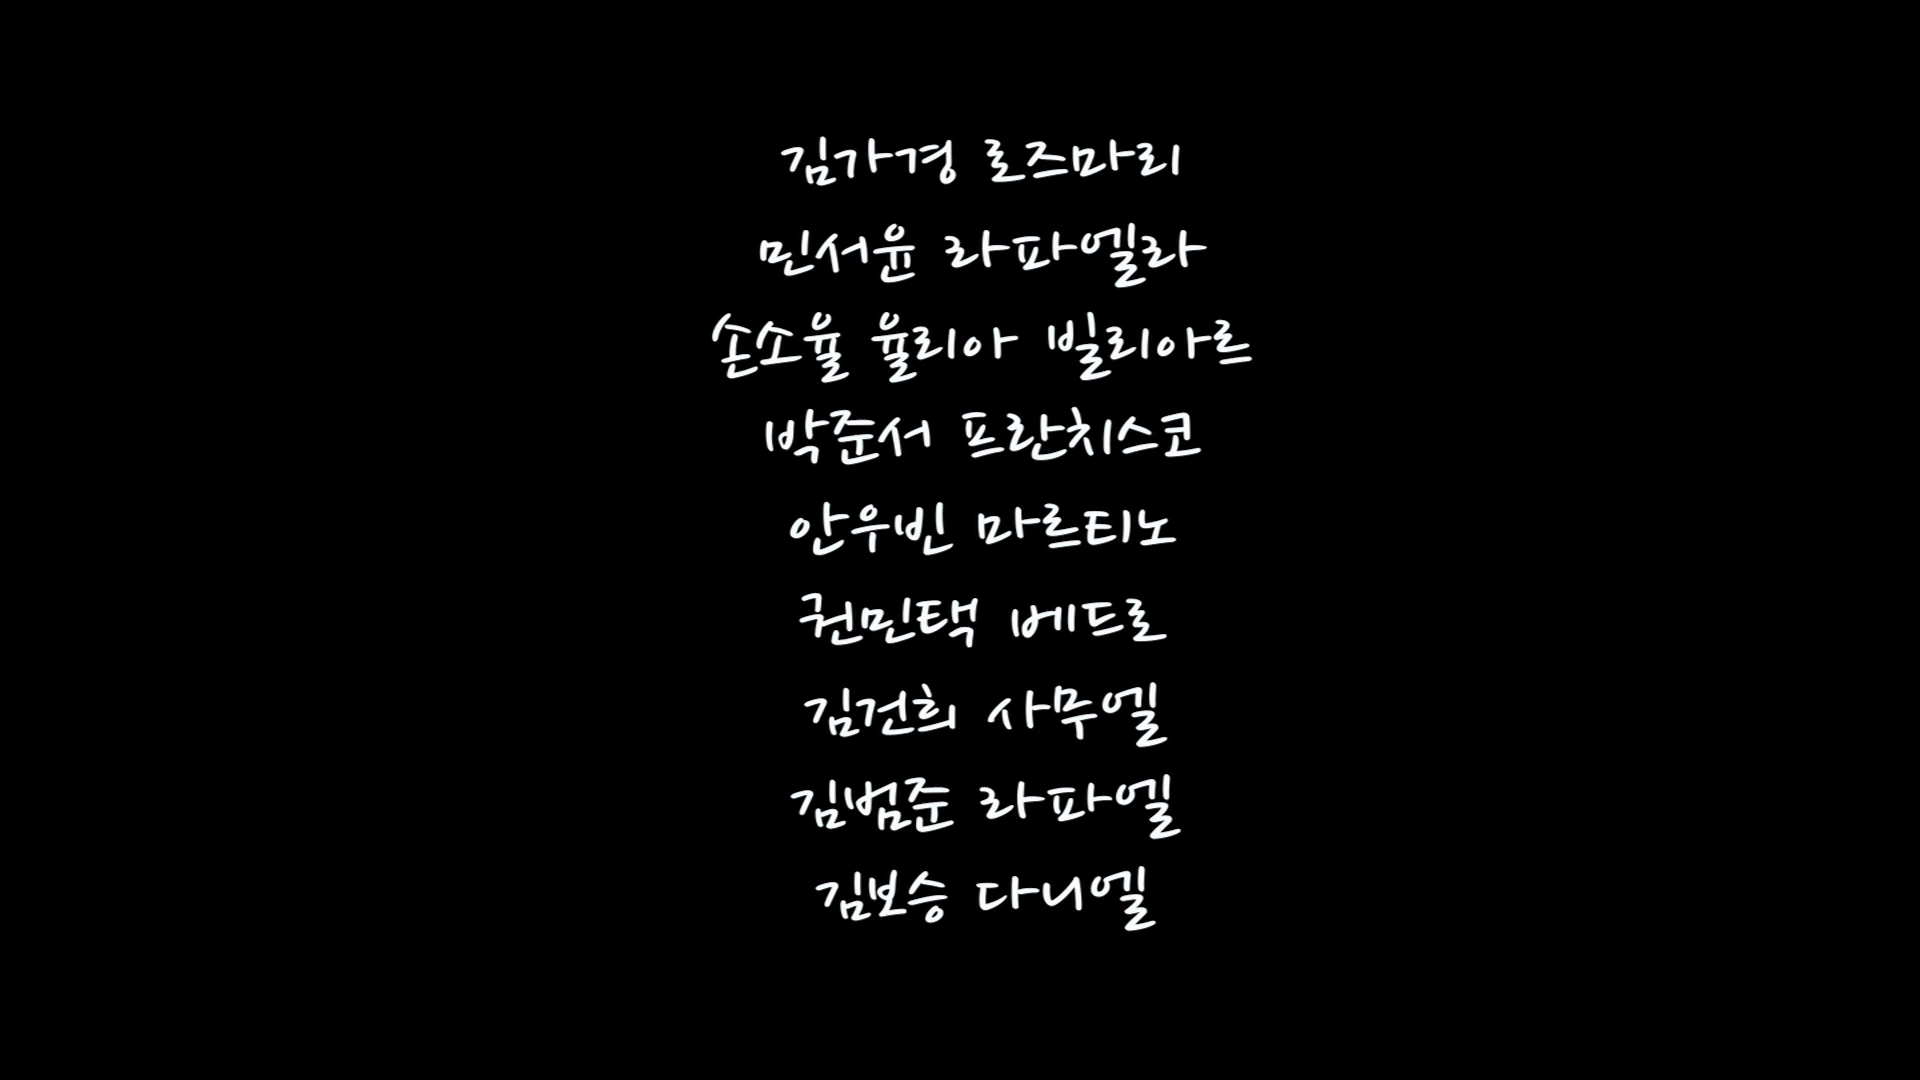 김가경 로즈마리
민서윤 라파엘라
손소율 율리아 빌리아르
박준서 프란치스코
안우빈 마르티노
권민택 베드로
김건희 사무엘
김범준 라파엘
김보승 다니엘